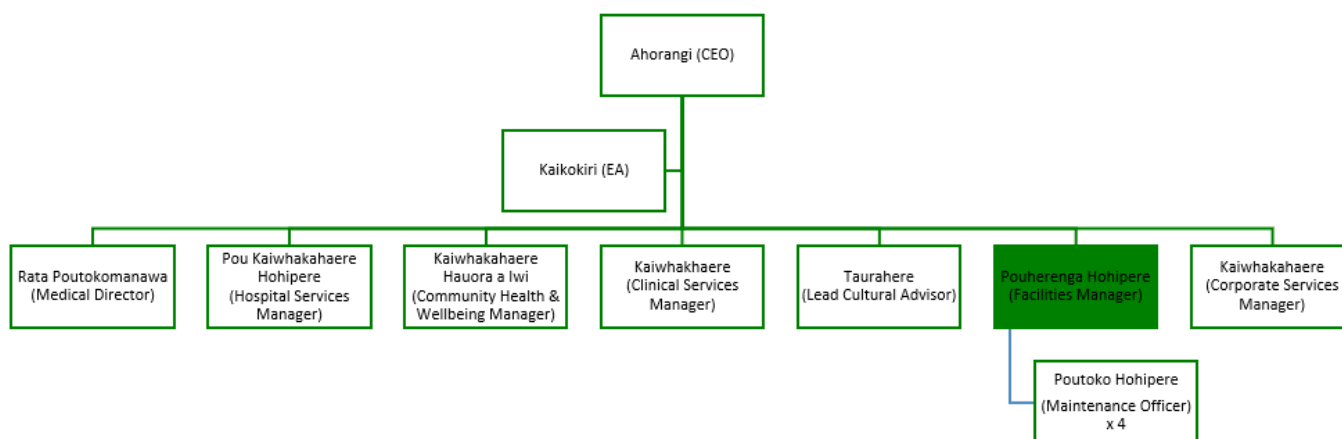 Ahorangi (CEO)
Kaikokiri (EA)
Rata Poutokomanawa
(Medical Director)
Pou Kaiwhakahaere
Hohipere
(Hospital Services
Manager)
Kaiwhakahaere
Hauora a Iwi
(Community Health &
Wellbeing Manager)
Kaiwhakhaere
(Clinical Services
Manager)
Taurahere
(Lead Cultural Advisor)
Pouherenga Hohipere
(Facilities Manager)
Kaiwhakahaere
(Corporate Services
Manager)
Poutoko Hohipere
(Maintenance Officer)
x 4